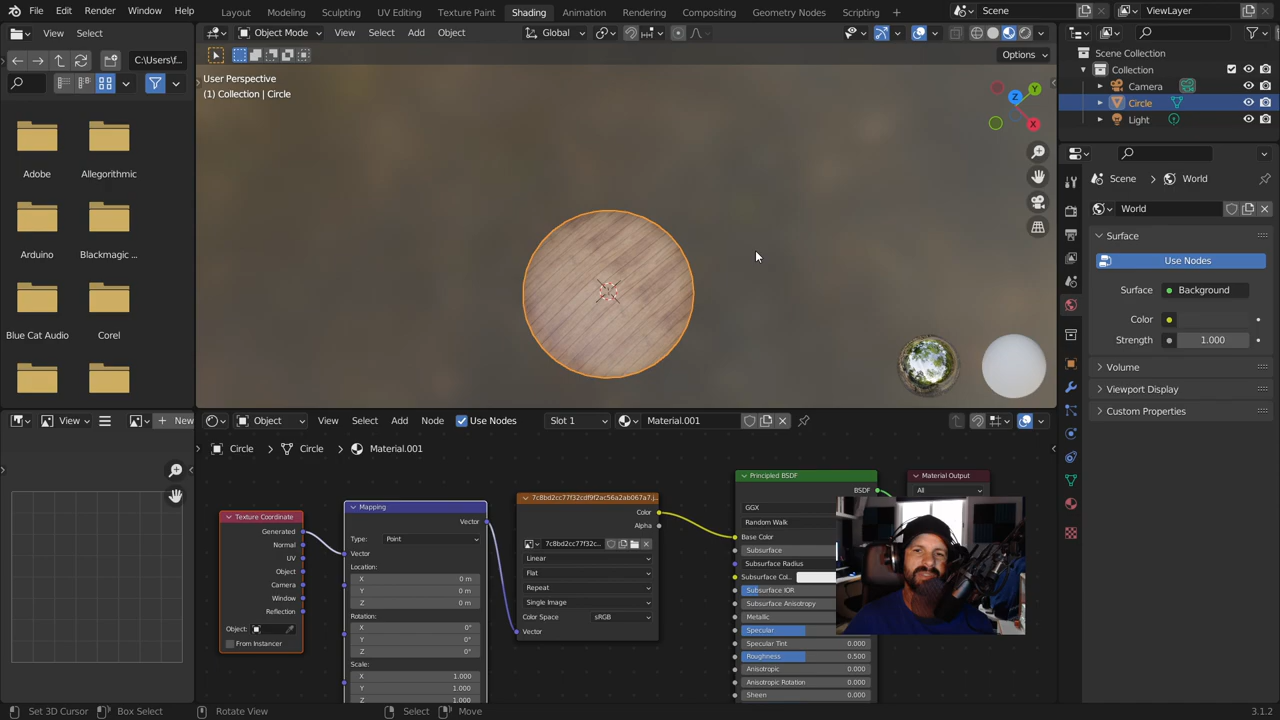 File Edit Render Window Help Layout Modeling Sculpting UV Editing Texture Paint Shading Animation Rendering Compositing Geometry Nodes Scripting + Scene ViewLayer
View Select Object Mode View Select Add Object Global
C:\Users\f...
Options
User Perspective
(1) Collection | Circle
Z Y X
Adobe Allegorithmic
Arduino Blackmagic ...
Blue Cat Audio Corel
Scene Collection
Collection
Camera
Circle
Light
Scene > World
World
Surface
Use Nodes
Surface Background
Color
Strength 1.000
Volume
Viewport Display
Custom Properties
View New
Object View Select Add Node Use Nodes Slot 1 Material.001
Circle > Circle > Material.001
Texture Coordinate
Generated
Normal
UV
Object
Camera
Window
Reflection
Object:
From Instancer
Mapping
Vector
Type: Point
Vector
Location:
X 0 m
Y 0 m
Z 0 m
Rotation:
X 0°
Y 0°
Z 0°
Scale:
X 1.000
Y 1.000
Z 1.000
7c8bd2cc77f32cdf9f2ac56a2ab067a7.j...
Color
Alpha
7c8bd2cc77f32c...
Linear
Flat
Repeat
Single Image
Color Space sRGB
Vector
Principled BSDF
BSDF
GGX
Random Walk
Base Color
Subsurface
Subsurface Radius
Subsurface Col...
Subsurface IOR
Subsurface Anisotropy
Metallic
Specular
Specular Tint 0.000
Roughness 0.500
Anisotropic 0.000
Anisotropic Rotation 0.000
Sheen 0.000
Material Output
All
Set 3D Cursor Box Select Rotate View Select Move 3.1.2